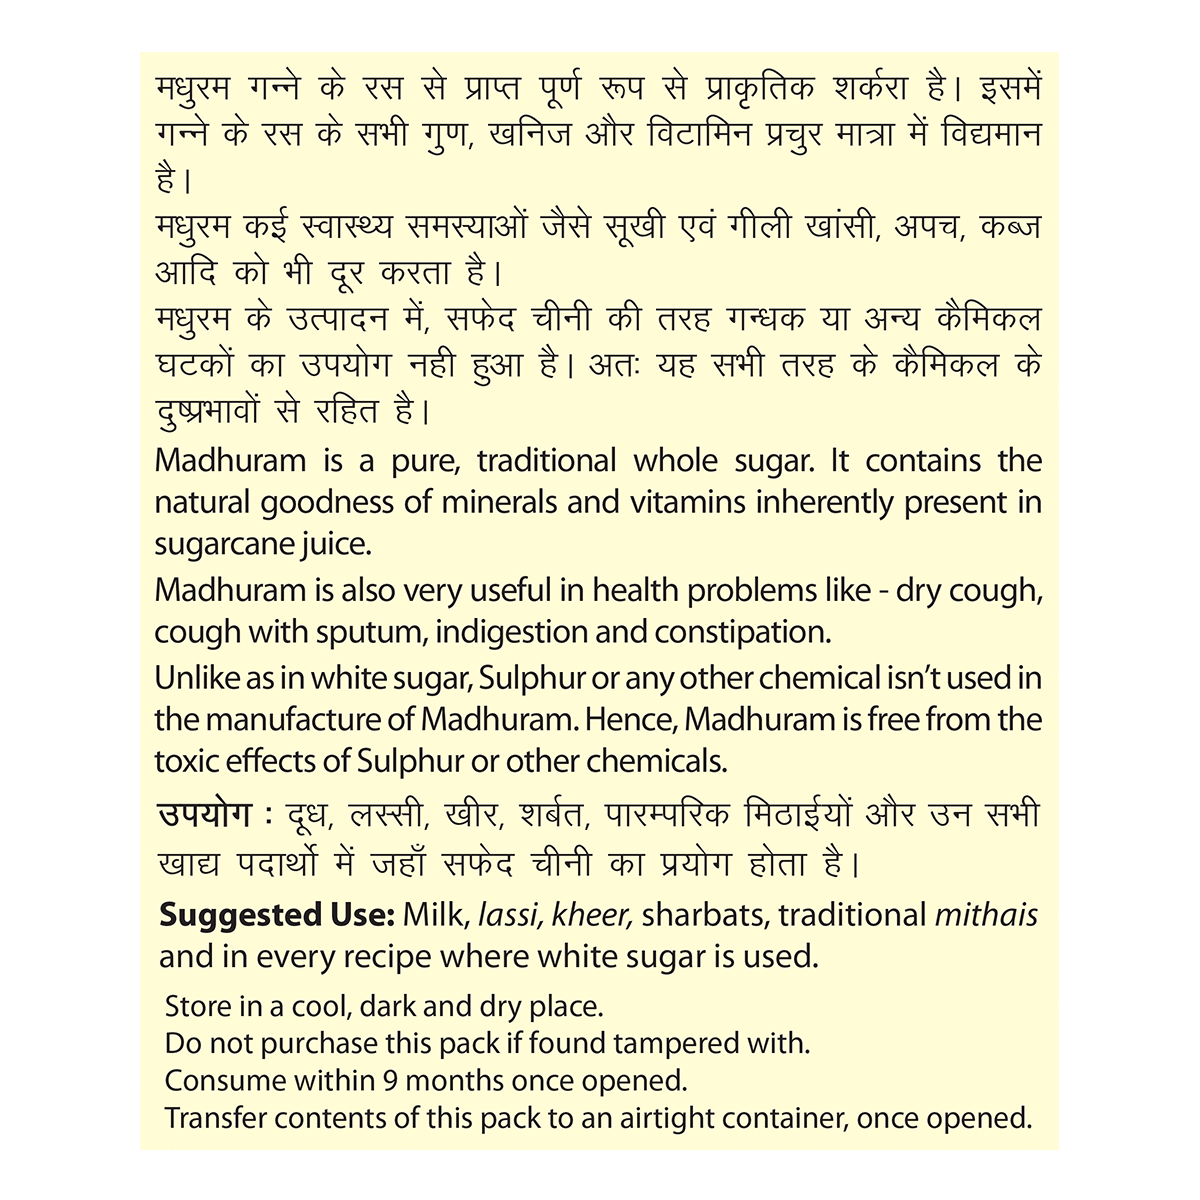 मधुरम गन्ने के रस से प्राप्त पूर्ण रूप से प्राकृतिक शर्करा है। इसमें
गन्ने के रस के सभी गुण, खनिज और विटामिन प्रचुर मात्रा में विद्यमान
है।
मधुरम कई स्वास्थ्य समस्याओं जैसे सूखी एवं गीली खांसी, अपच, कब्ज
आदि को भी दूर करता है।
मधुरम के उत्पादन में, सफेद चीनी की तरह गन्धक या अन्य कैमिकल
घटकों का उपयोग नही हुआ है। अतः यह सभी तरह के कैमिकल के
दुष्प्रभावों से रहित है।
Madhuram is a pure, traditional whole sugar. It contains the
natural goodness of minerals and vitamins inherently present in
sugarcane juice.
Madhuram is also very useful in health problems like - dry cough,
cough with sputum, indigestion and constipation.
Unlike as in white sugar, Sulphur or any other chemical isn’t used in
the manufacture of Madhuram. Hence, Madhuram is free from the
toxic effects of Sulphur or other chemicals.
उपयोग : दूध, लस्सी, खीर, शर्बत, पारम्परिक मिठाईयों और उन सभी
खाद्य पदार्थो में जहाँ सफेद चीनी का प्रयोग होता है।
Suggested Use: Milk, lassi, kheer, sharbats, traditional mithais
and in every recipe where white sugar is used.
Store in a cool, dark and dry place.
Do not purchase this pack if found tampered with.
Consume within 9 months once opened.
Transfer contents of this pack to an airtight container, once opened.